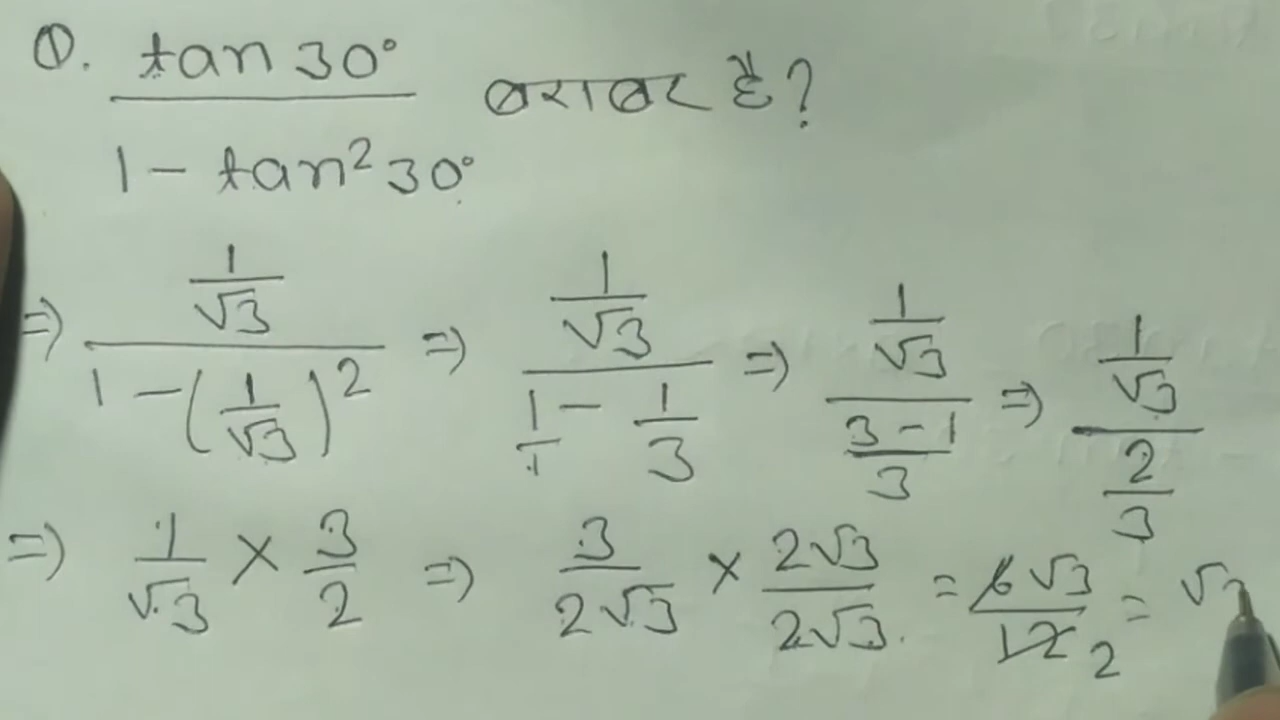 ①. tan 30° / 1 - tan² 30° बराबर है?
⇒ (1/√3) / (1 - (1/√3)²) ⇒ (1/√3) / (1/1 - 1/3) ⇒ (1/√3) / ((3-1)/3) ⇒ (1/√3) / (2/3)
⇒ 1/√3 × 3/2 ⇒ 3/2√3 × 2√3/2√3 = 6√3/12 2 = √3